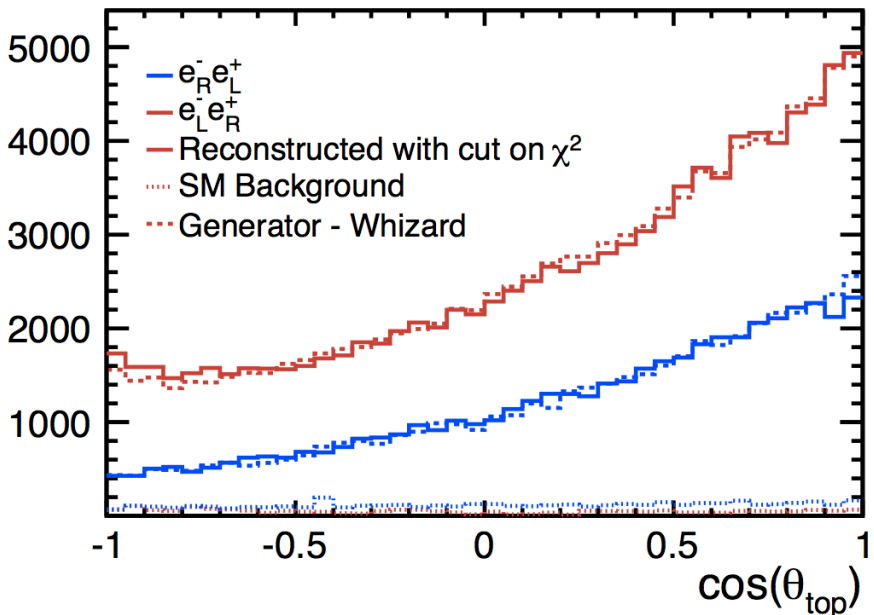 5000
4000
3000
2000
1000
e⁻_R e⁺_L
e⁻_L e⁺_R
Reconstructed with cut on χ²
SM Background
Generator - Whizard
-1 -0.5 0 0.5 1
cos(θ_top)